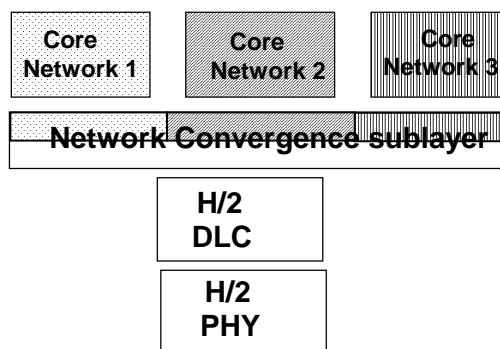 Core
Network 1
Core
Network 2
Core
Network 3
Network Convergence sublayer
H/2
DLC
H/2
PHY